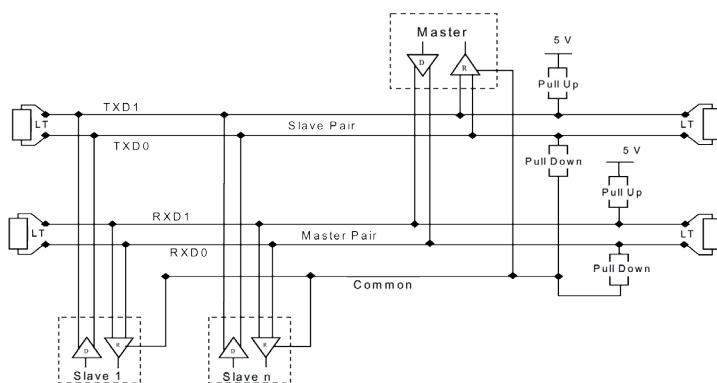 Master
D
R
5 V
Pull Up
TXD1
LT
Slave Pair
LT
TXD0
Pull Down
5 V
Pull Up
RXD1
LT
Master Pair
LT
RXD0
Pull Down
Common
D
R
D
R
Slave 1
Slave n